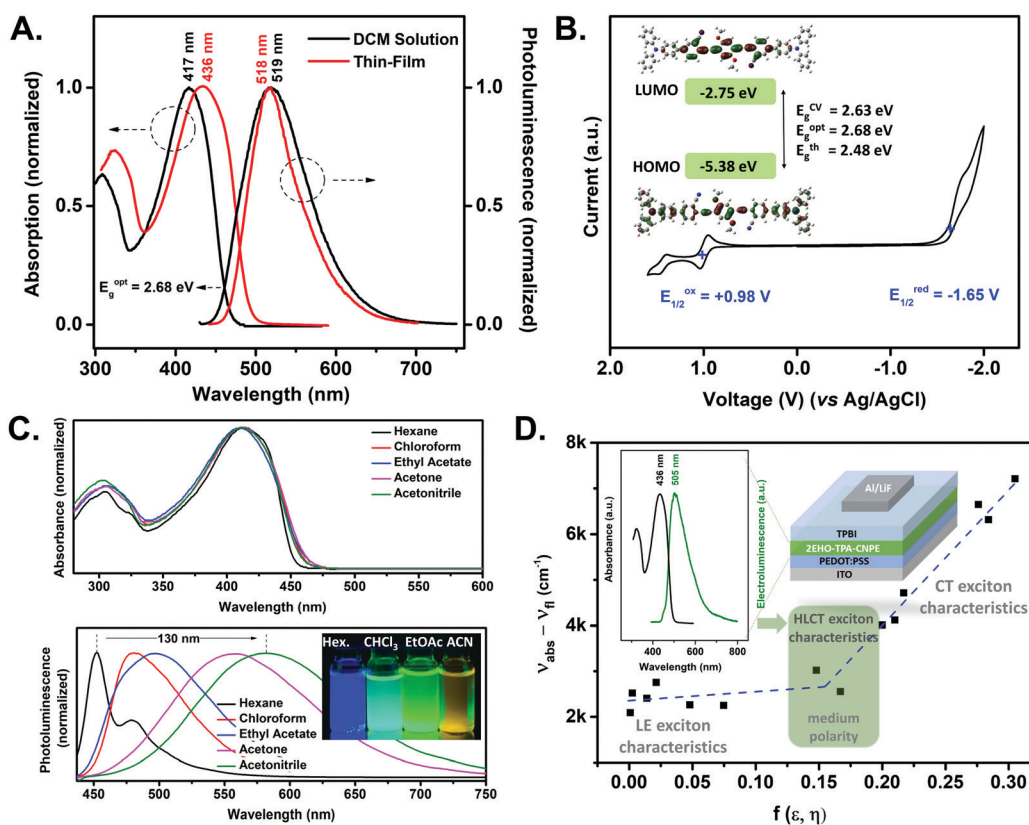 A.
417 nm
436 nm
518 nm
519 nm
DCM Solution
Thin-Film
1.0
0.5
0.0
1.0
0.5
0.0
Absorption (normalized)
Photoluminescence (normalized)
E_g^opt = 2.68 eV
300 400 500 600 700
Wavelength (nm)
B.
LUMO
-2.75 eV
E_g^CV = 2.63 eV
E_g^opt = 2.68 eV
E_g^th = 2.48 eV
HOMO
-5.38 eV
Current (a.u.)
E_1/2^ox = +0.98 V
E_1/2^red = -1.65 V
2.0 1.0 0.0 -1.0 -2.0
Voltage (V) (vs Ag/AgCl)
C.
Absorbance (normalized)
Hexane
Chloroform
Ethyl Acetate
Acetone
Acetonitrile
300 350 400 450 500 550 600
Wavelength (nm)
130 nm
Hex. CHCl3 EtOAc ACN
Photoluminescence
(normalized)
Hexane
Chloroform
Ethyl Acetate
Acetone
Acetonitrile
450 500 550 600 650 700 750
Wavelength (nm)
D.
8k
6k
4k
2k
ν_abs − ν_fl (cm⁻¹)
436 nm
505 nm
Absorbance (a.u.)
Electroluminescence (a.u.)
400 600 800
Wavelength (nm)
Al/LiF
TPBI
2EHO-TPA-CNPE
PEDOT:PSS
ITO
CT exciton
characteristics
HLCT exciton
characteristics
medium
polarity
LE exciton
characteristics
0.00 0.05 0.10 0.15 0.20 0.25 0.30
f (ε, η)